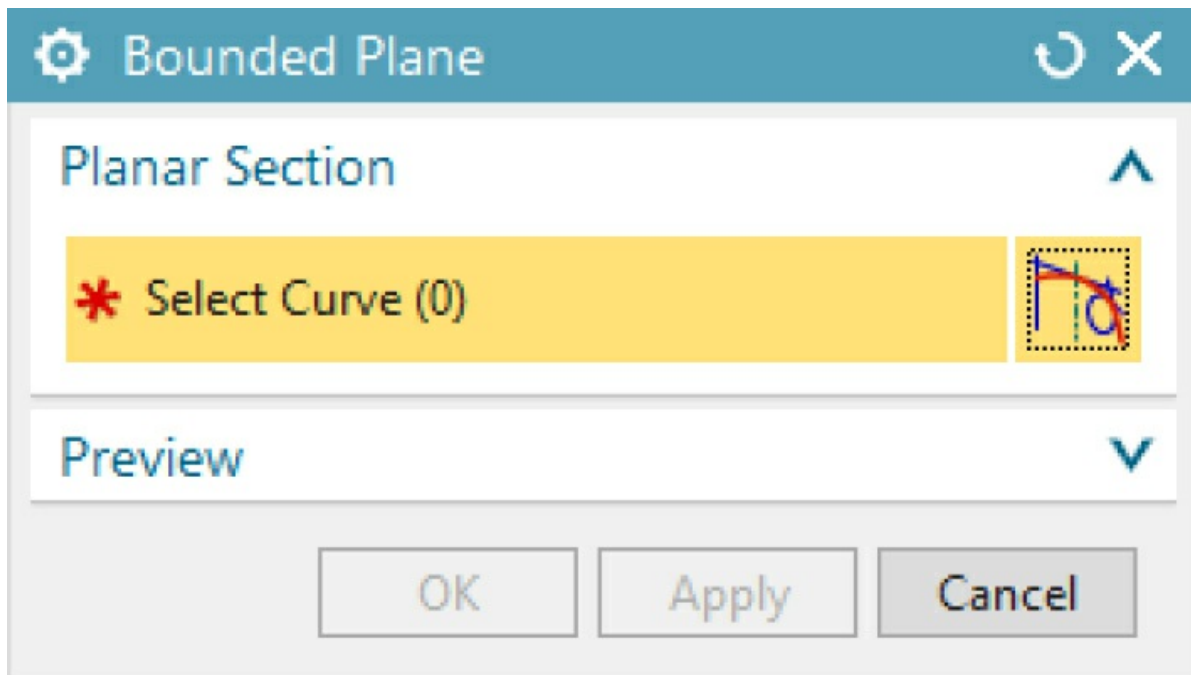 Bounded Plane
Planar Section
* Select Curve (0)
Preview
OK Apply Cancel